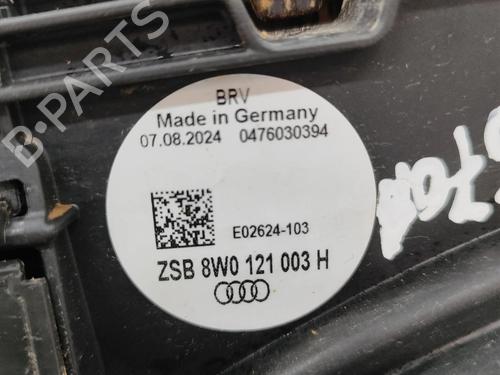 BRV
Made in Germany
07.08.2024 0476030394
E02624-103
ZSB 8W0 121 003 H
B-PARTS